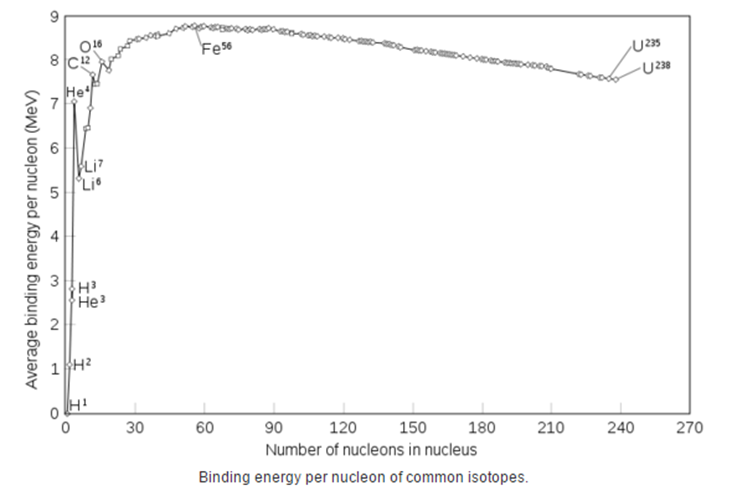 9
8
7
6
5
4
3
2
1
0
Average binding energy per nucleon (MeV)
O¹⁶
C¹²
He⁴
Li⁷
Li⁶
H³
He³
H²
H¹
Fe⁵⁶
U²³⁵
U²³⁸
0 30 60 90 120 150 180 210 240 270
Number of nucleons in nucleus
Binding energy per nucleon of common isotopes.